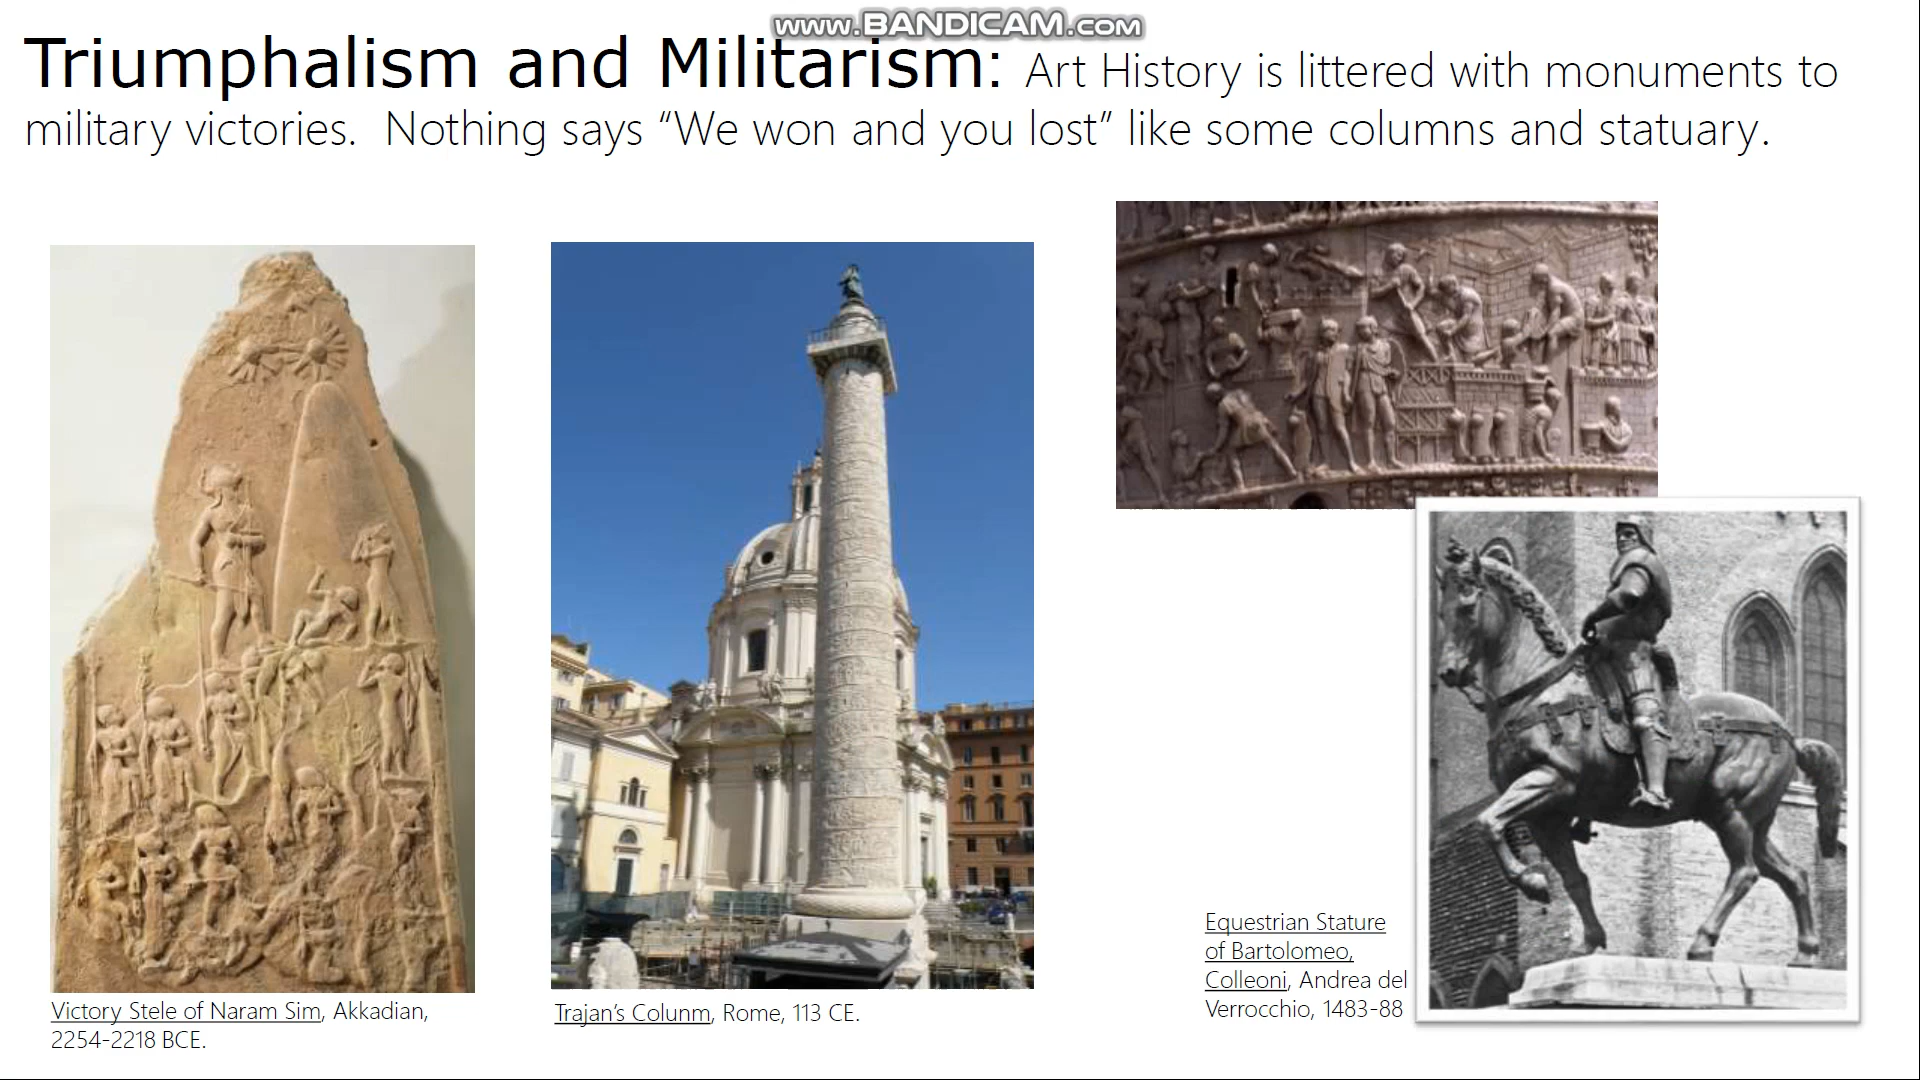 www.BANDICAM.com
Triumphalism and Militarism: Art History is littered with monuments to
military victories.  Nothing says “We won and you lost” like some columns and statuary.
Victory Stele of Naram Sim, Akkadian,
2254-2218 BCE.
Trajan’s Colunm, Rome, 113 CE.
Equestrian Stature
of Bartolomeo,
Colleoni, Andrea del
Verrocchio, 1483-88